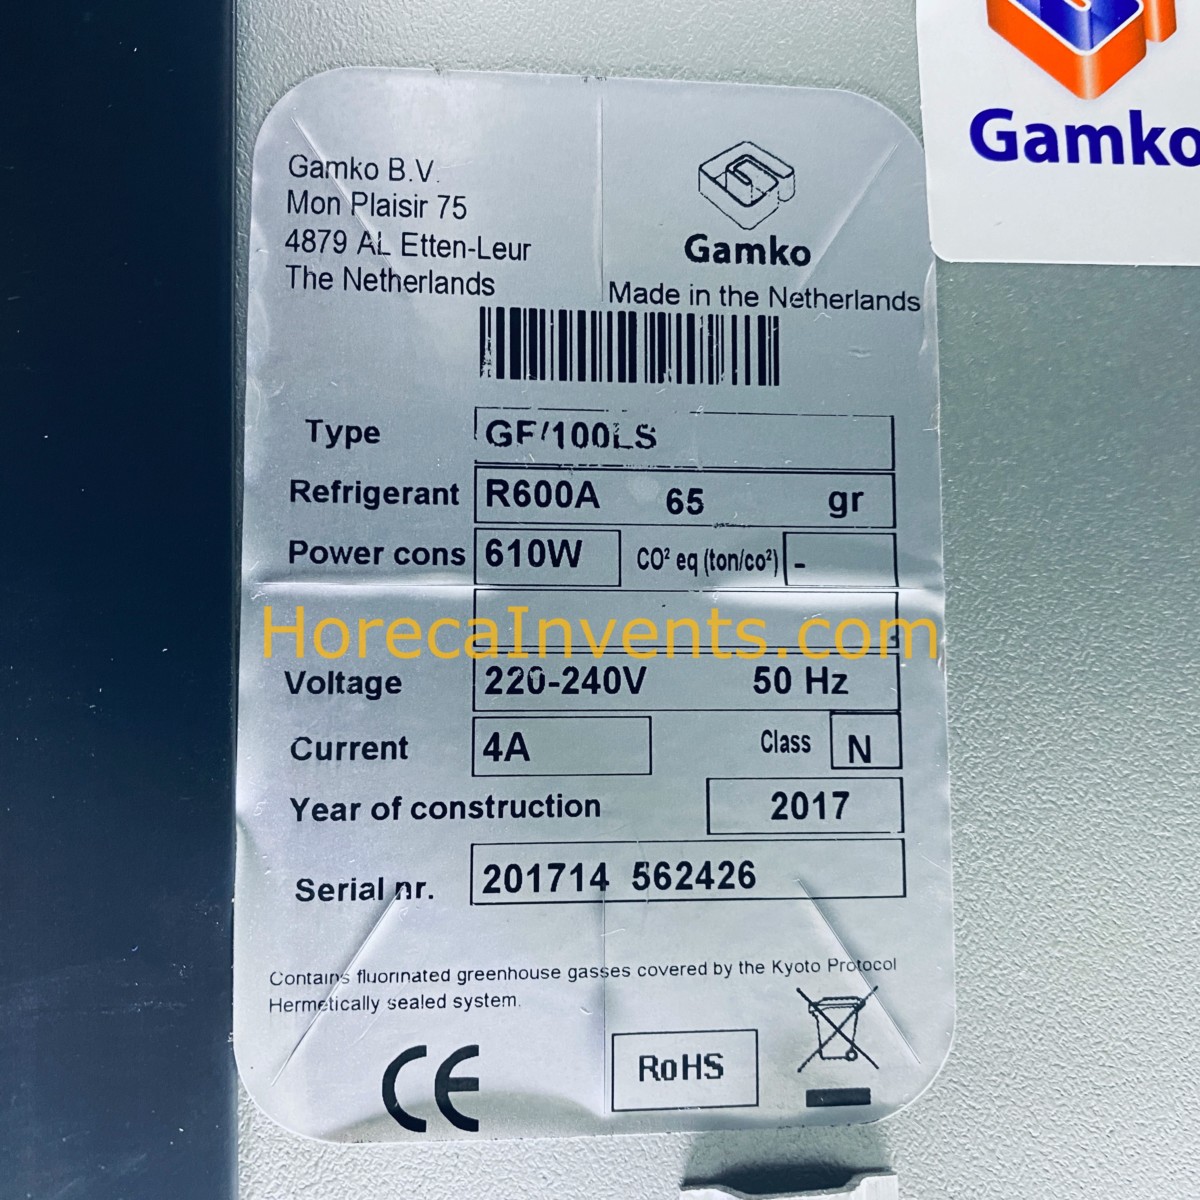 Gamko
Gamko B.V.
Mon Plaisir 75
4879 AL Etten-Leur
The Netherlands
Gamko
Made in the Netherlands
Type GF/100LS
Refrigerant R600A 65 gr
Power cons 610W CO² eq (ton/co²) -
HorecaInvents.com
Voltage 220-240V 50 Hz
Current 4A Class N
Year of construction 2017
Serial nr. 201714 562426
Contains fluorinated greenhouse gasses covered by the Kyoto Protocol
Hermetically sealed system.
CE RoHS